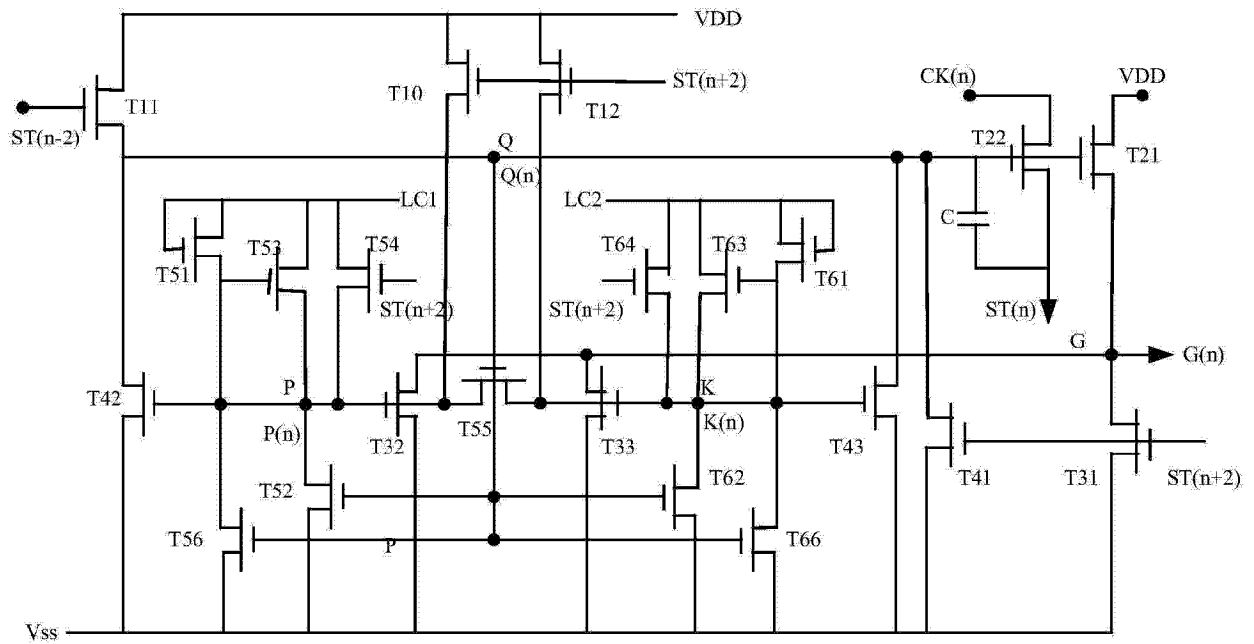 VDD
ST(n+2)
CK(n)
VDD
T11
T10
T12
ST(n-2)
Q
T22
T21
Q(n)
LC1
LC2
C
T53
T54
T64
T63
T51
T61
ST(n+2)
ST(n+2)
ST(n)
G
G(n)
T42
P
K
P(n)
T32
T55
T33
K(n)
T43
T41
T31
ST(n+2)
T52
T62
T56
P
T66
Vss